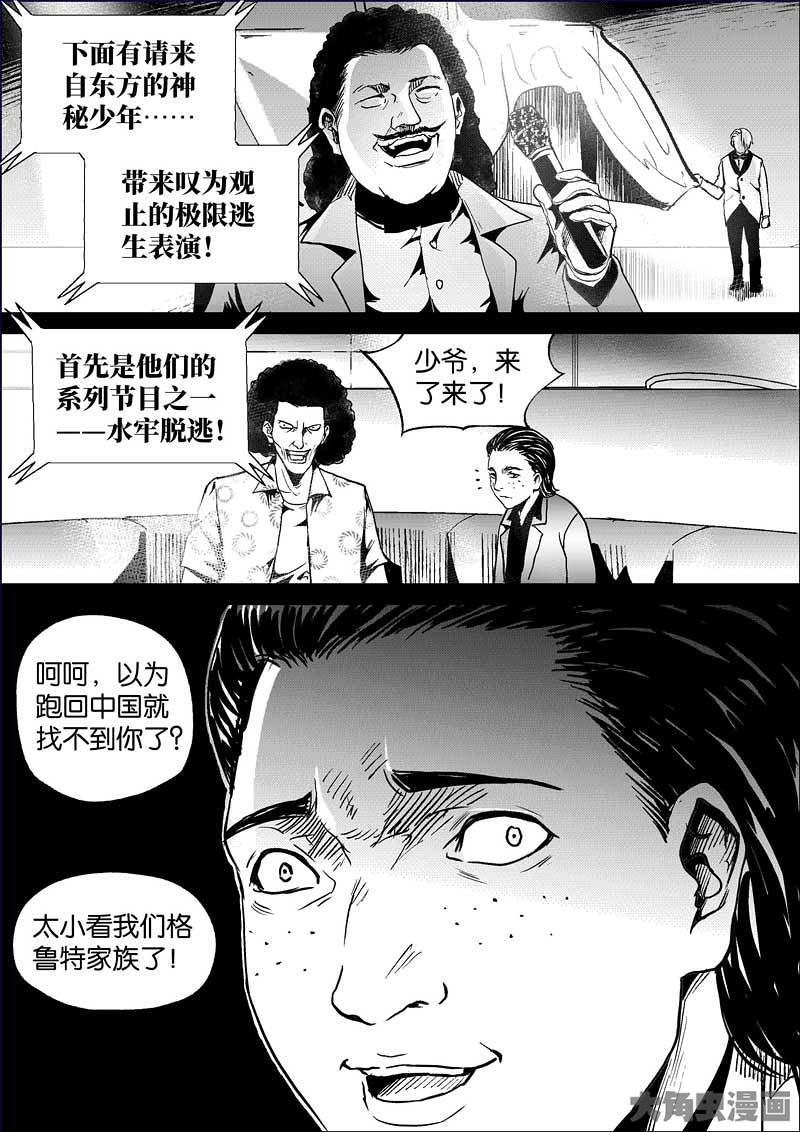 下面有请来
自东方的神
秘少年……
带来叹为观
止的极限逃
生表演！
首先是他们的
系列节目之一
——水牢脱逃！
少爷，来
了来了！
呵呵，以为
跑回中国就
找不到你了？
太小看我们格
鲁特家族了！
大角虫漫画